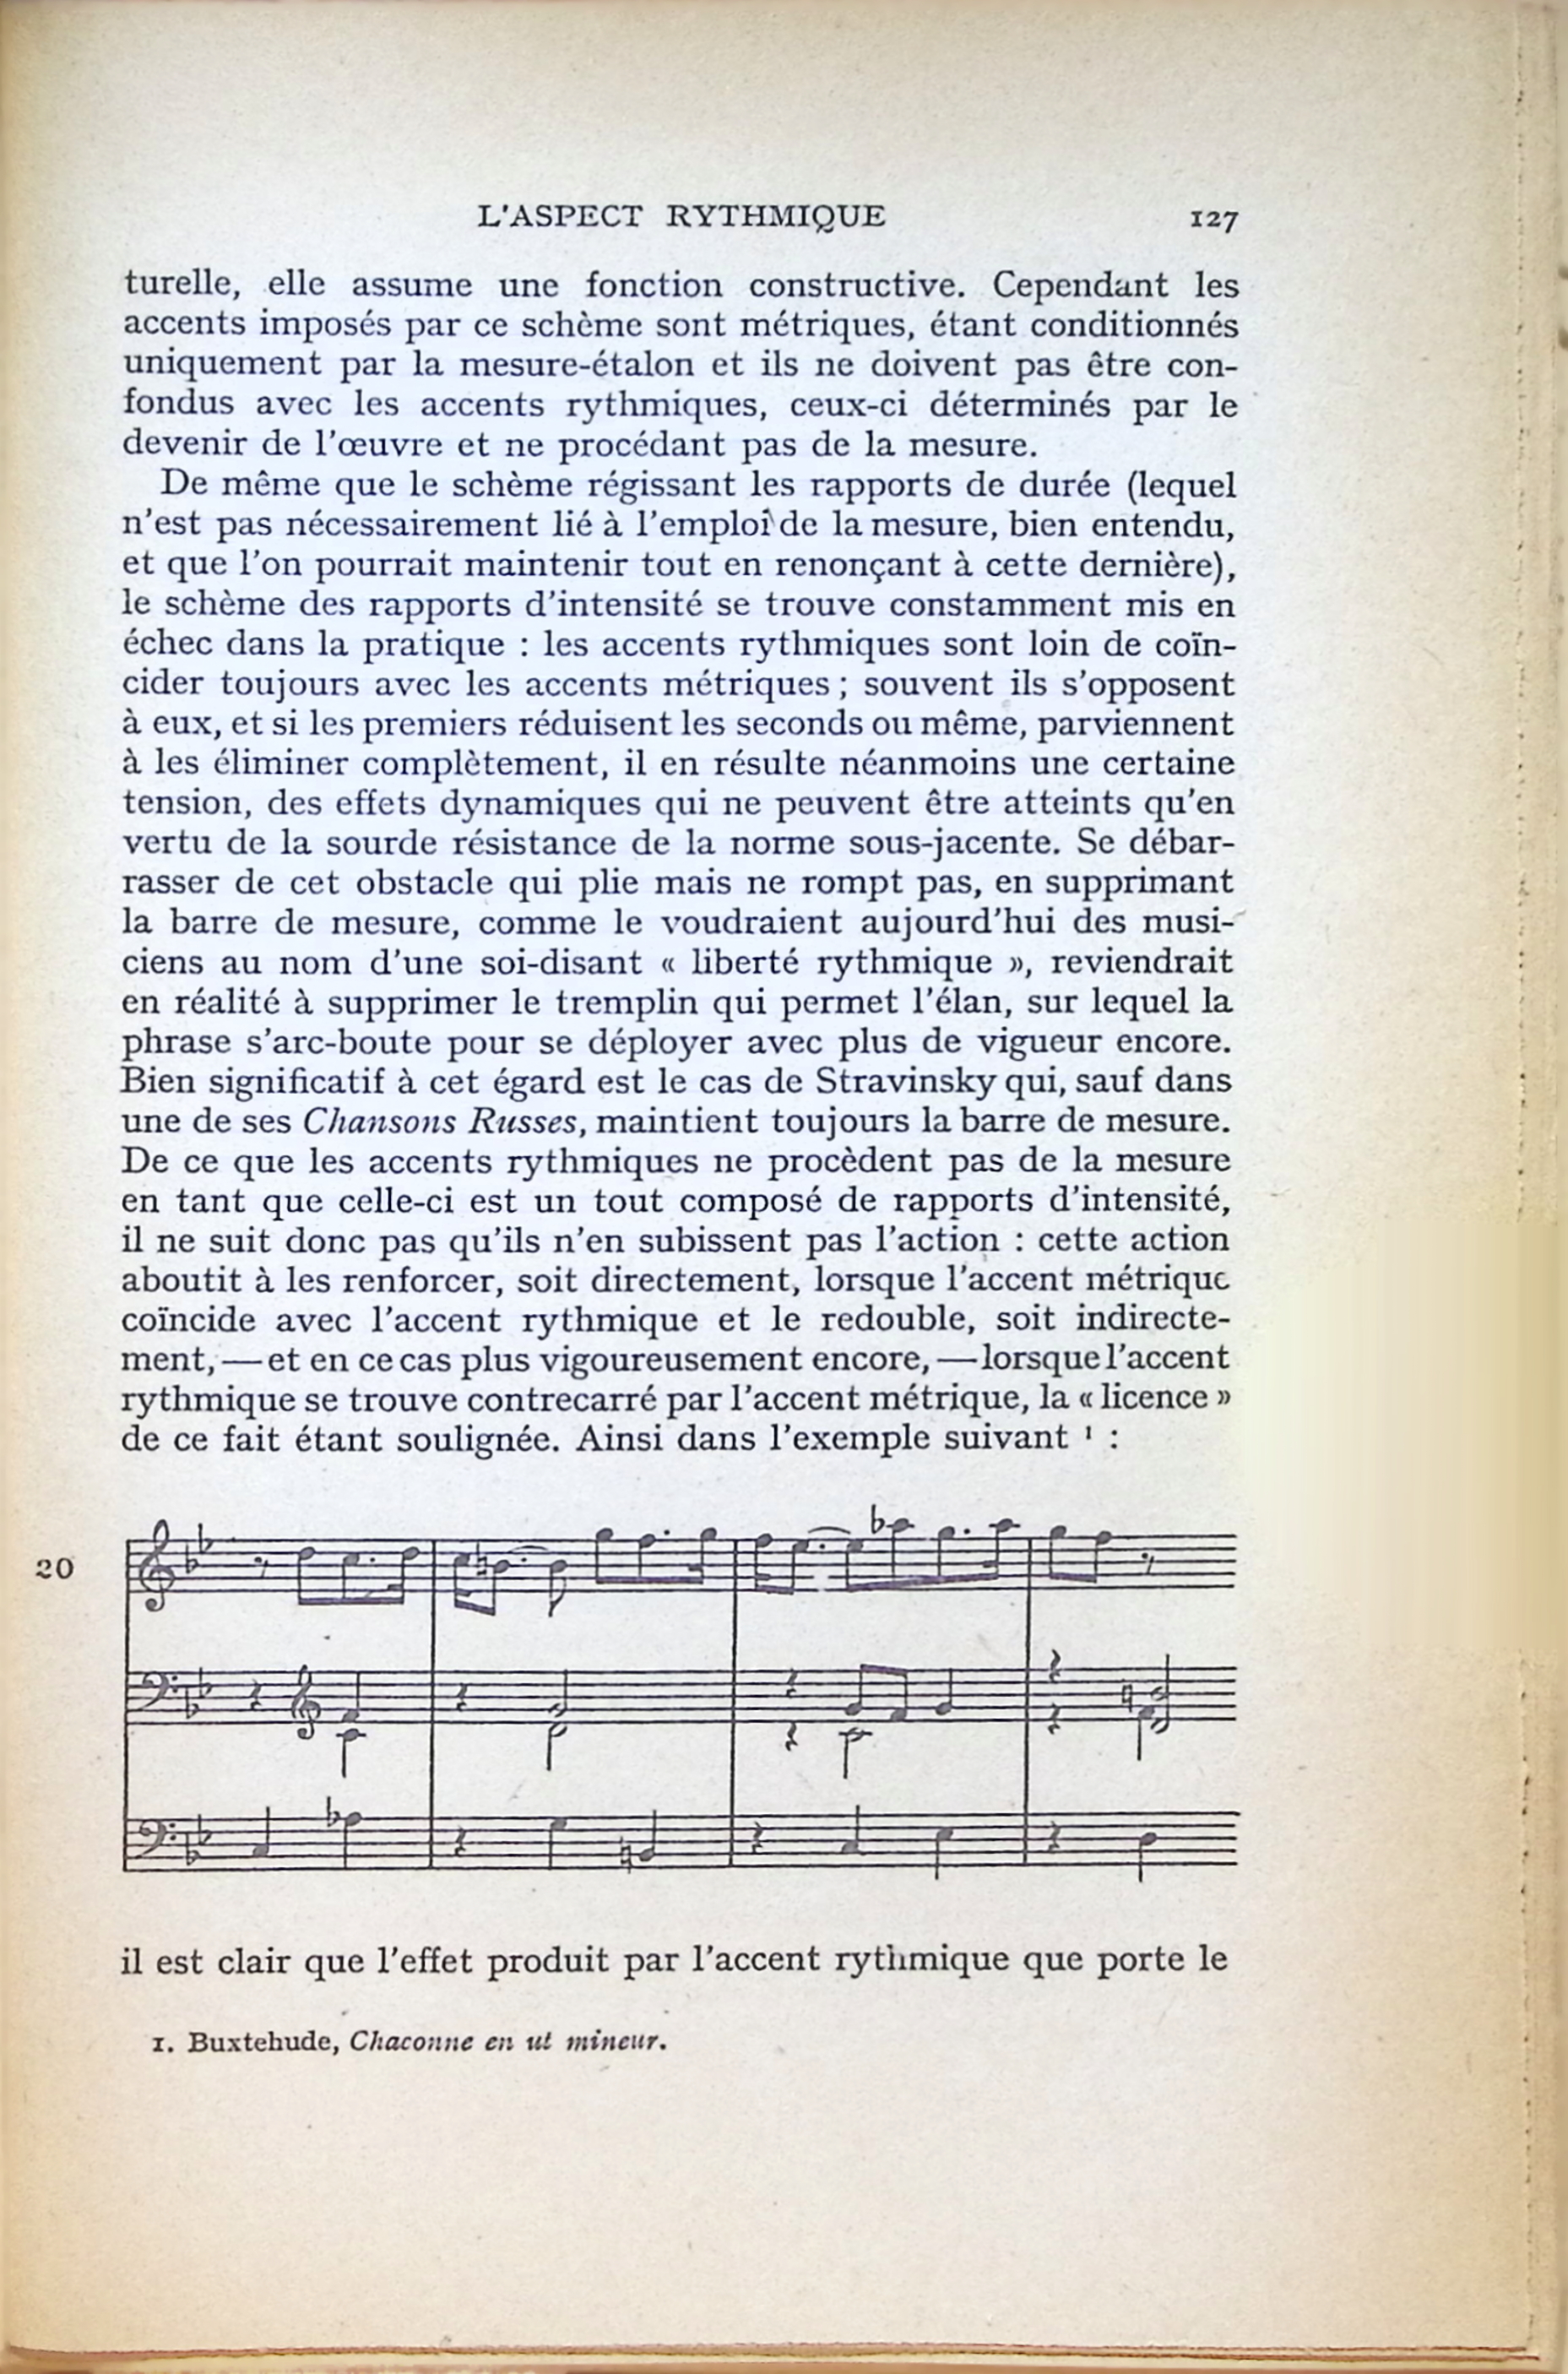 L'ASPECT RYTHMIQUE 127
turelle, elle assume une fonction constructive. Cependant les
accents imposés par ce schème sont métriques, étant conditionnés
uniquement par la mesure-étalon et ils ne doivent pas être con-
fondus avec les accents rythmiques, ceux-ci déterminés par le
devenir de l'œuvre et ne procédant pas de la mesure.
De même que le schème régissant les rapports de durée (lequel
n'est pas nécessairement lié à l'emploi de la mesure, bien entendu,
et que l'on pourrait maintenir tout en renonçant à cette dernière),
le schème des rapports d'intensité se trouve constamment mis en
échec dans la pratique : les accents rythmiques sont loin de coïn-
cider toujours avec les accents métriques ; souvent ils s'opposent
à eux, et si les premiers réduisent les seconds ou même, parviennent
à les éliminer complètement, il en résulte néanmoins une certaine
tension, des effets dynamiques qui ne peuvent être atteints qu'en
vertu de la sourde résistance de la norme sous-jacente. Se débar-
rasser de cet obstacle qui plie mais ne rompt pas, en supprimant
la barre de mesure, comme le voudraient aujourd'hui des musi-
ciens au nom d'une soi-disant « liberté rythmique », reviendrait
en réalité à supprimer le tremplin qui permet l'élan, sur lequel la
phrase s'arc-boute pour se déployer avec plus de vigueur encore.
Bien significatif à cet égard est le cas de Stravinsky qui, sauf dans
une de ses Chansons Russes, maintient toujours la barre de mesure.
De ce que les accents rythmiques ne procèdent pas de la mesure
en tant que celle-ci est un tout composé de rapports d'intensité,
il ne suit donc pas qu'ils n'en subissent pas l'action : cette action
aboutit à les renforcer, soit directement, lorsque l'accent métrique
coïncide avec l'accent rythmique et le redouble, soit indirecte-
ment, — et en ce cas plus vigoureusement encore, — lorsque l'accent
rythmique se trouve contrecarré par l'accent métrique, la « licence »
de ce fait étant soulignée. Ainsi dans l'exemple suivant ¹ :
20
il est clair que l'effet produit par l'accent rythmique que porte le
1. Buxtehude, Chaconne en ut mineur.